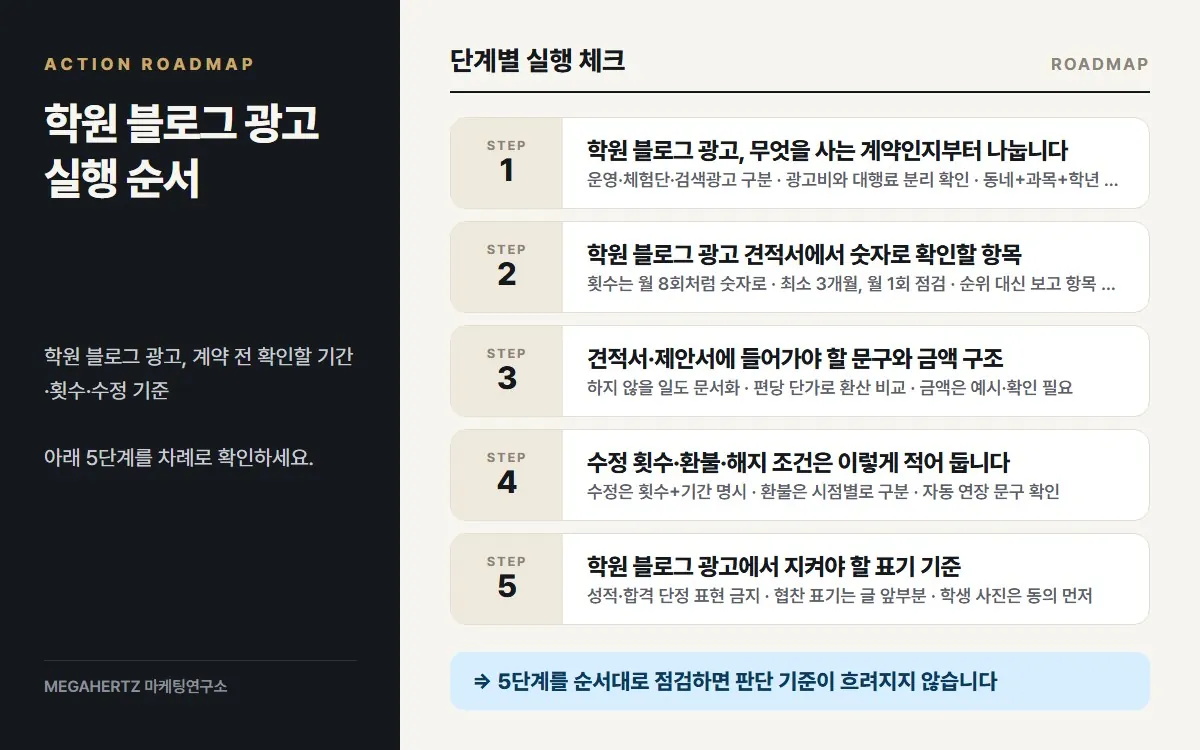 ACTION ROADMAP
학원 블로그 광고
실행 순서
학원 블로그 광고, 계약 전 확인할 기간
·횟수·수정 기준
아래 5단계를 차례로 확인하세요.
MEGAHERTZ 마케팅연구소
단계별 실행 체크
ROADMAP
STEP
1
학원 블로그 광고, 무엇을 사는 계약인지부터 나눕니다
운영·체험단·검색광고 구분 · 광고비와 대행료 분리 확인 · 동네+과목+학년 ...
STEP
2
학원 블로그 광고 견적서에서 숫자로 확인할 항목
횟수는 월 8회처럼 숫자로 · 최소 3개월, 월 1회 점검 · 순위 대신 보고 항목 ...
STEP
3
견적서·제안서에 들어가야 할 문구와 금액 구조
하지 않을 일도 문서화 · 편당 단가로 환산 비교 · 금액은 예시·확인 필요
STEP
4
수정 횟수·환불·해지 조건은 이렇게 적어 둡니다
수정은 횟수+기간 명시 · 환불은 시점별로 구분 · 자동 연장 문구 확인
STEP
5
학원 블로그 광고에서 지켜야 할 표기 기준
성적·합격 단정 표현 금지 · 협찬 표기는 글 앞부분 · 학생 사진은 동의 먼저
→ 5단계를 순서대로 점검하면 판단 기준이 흐려지지 않습니다